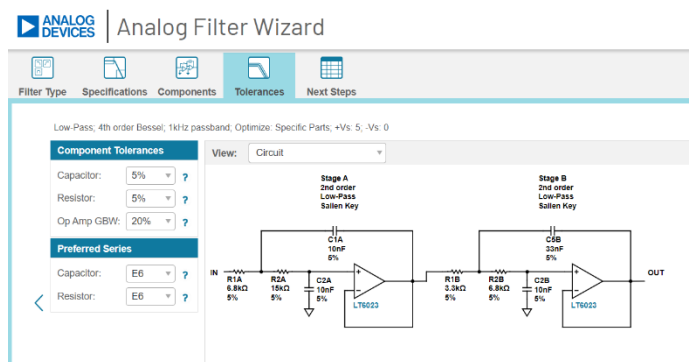 ANALOG
DEVICES
Analog Filter Wizard
Filter Type
Specifications
Components
Tolerances
Next Steps
Low-Pass; 4th order Bessel; 1kHz passband; Optimize: Specific Parts; +Vs: 5; -Vs: 0
Component Tolerances
Capacitor: 5% ?
Resistor: 5% ?
Op Amp GBW: 20% ?
Preferred Series
Capacitor: E6 ?
Resistor: E6 ?
View: Circuit
Stage A
2nd order
Low-Pass
Sallen Key
C1A
10nF
5%
IN
R1A
6.8kΩ
5%
R2A
15kΩ
5%
C2A
10nF
5%
LT6023
Stage B
2nd order
Low-Pass
Sallen Key
C5B
33nF
5%
R1B
3.3kΩ
5%
R2B
6.8kΩ
5%
C2B
10nF
5%
LT6023
OUT